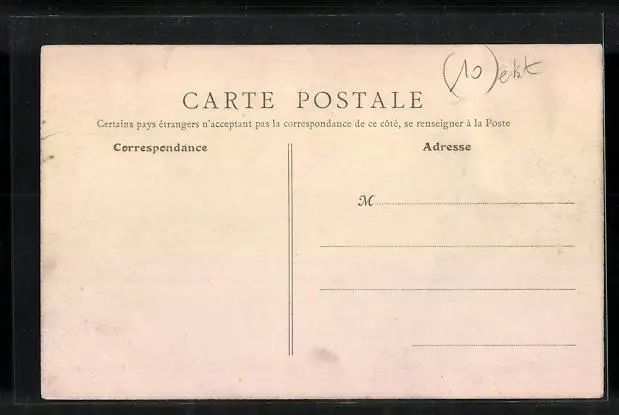 (10) ekt
CARTE POSTALE
Certains pays étrangers n'acceptant pas la correspondance de ce côté, se renseigner à la Poste
Correspondance
Adresse
M